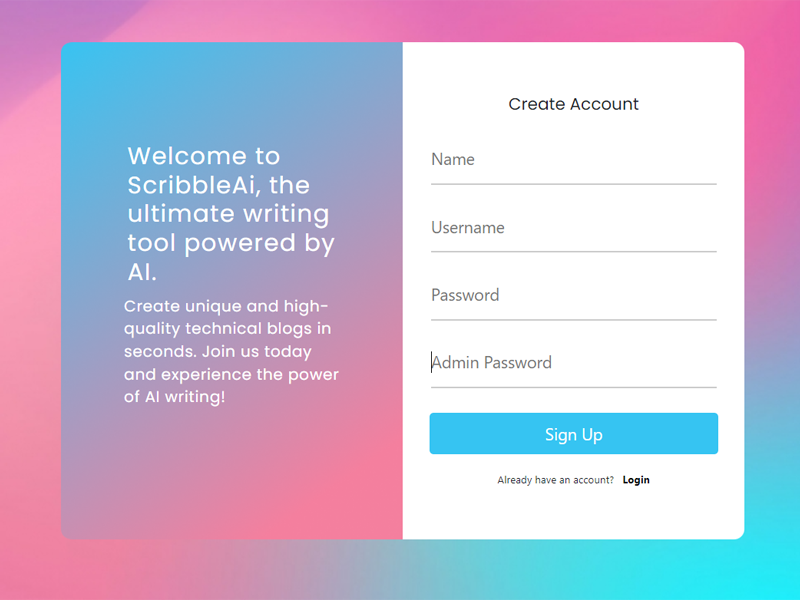 Welcome to
ScribbleAi, the
ultimate writing
tool powered by
AI.
Create unique and high-
quality technical blogs in
seconds. Join us today
and experience the power
of AI writing!
Create Account
Name
Username
Password
Admin Password
Sign Up
Already have an account? Login